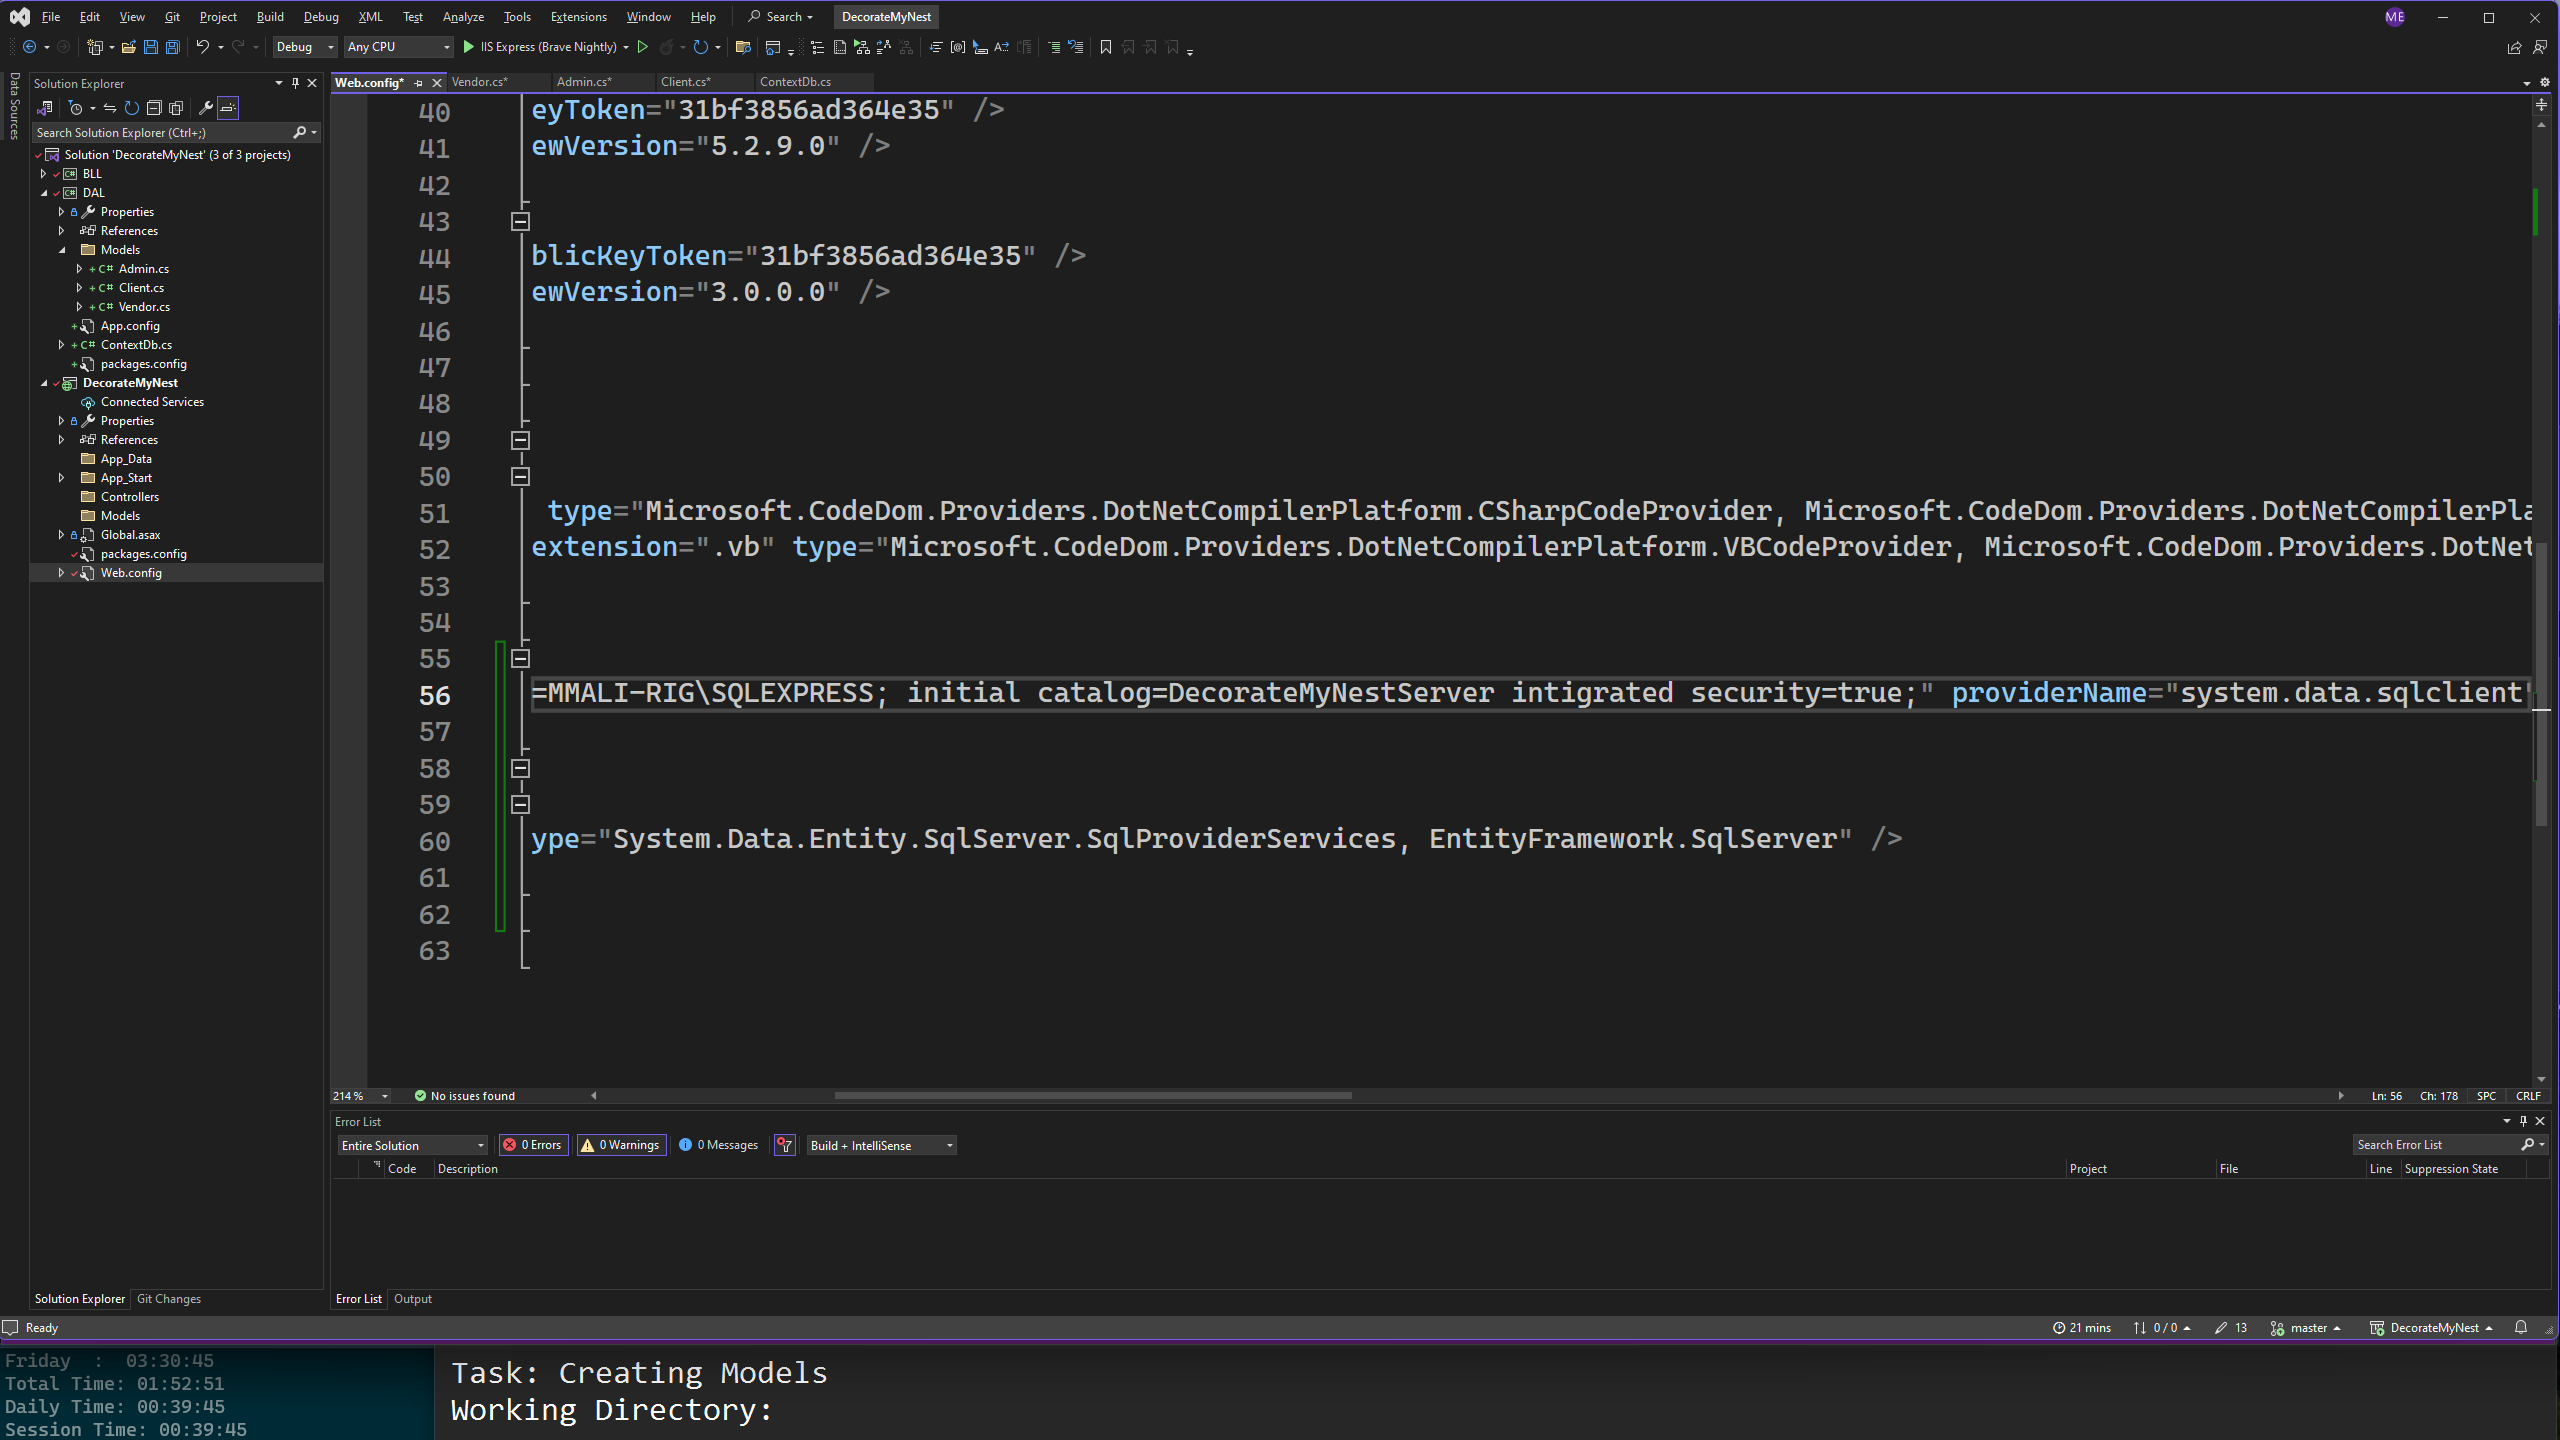 File Edit View Git Project Build Debug XML Test Analyze Tools Extensions Window Help Search DecorateMyNest ME
Debug Any CPU IIS Express (Brave Nightly)
Data Sources
Solution Explorer
Search Solution Explorer (Ctrl+;)
Solution 'DecorateMyNest' (3 of 3 projects)
BLL
DAL
Properties
References
Models
Admin.cs
Client.cs
Vendor.cs
App.config
ContextDb.cs
packages.config
DecorateMyNest
Connected Services
Properties
References
App_Data
App_Start
Controllers
Models
Global.asax
packages.config
Web.config
Solution Explorer Git Changes
Web.config* Vendor.cs* Admin.cs* Client.cs* ContextDb.cs
40 eyToken="31bf3856ad364e35" />
41 ewVersion="5.2.9.0" />
42
43
44 blicKeyToken="31bf3856ad364e35" />
45 ewVersion="3.0.0.0" />
46
47
48
49
50
51 type="Microsoft.CodeDom.Providers.DotNetCompilerPlatform.CSharpCodeProvider, Microsoft.CodeDom.Providers.DotNetCompilerPla
52 extension=".vb" type="Microsoft.CodeDom.Providers.DotNetCompilerPlatform.VBCodeProvider, Microsoft.CodeDom.Providers.DotNet
53
54
55
56 =MMALI-RIG\SQLEXPRESS; initial catalog=DecorateMyNestServer intigrated security=true;" providerName="system.data.sqlclient"
57
58
59
60 ype="System.Data.Entity.SqlServer.SqlProviderServices, EntityFramework.SqlServer" />
61
62
63
214 % No issues found Ln: 56 Ch: 178 SPC CRLF
Error List
Entire Solution 0 Errors 0 Warnings 0 Messages Build + IntelliSense Search Error List
Code Description Project File Line Suppression State
Error List Output
Ready 21 mins 0 / 0 13 master DecorateMyNest
Friday : 03:30:45
Total Time: 01:52:51
Daily Time: 00:39:45
Session Time: 00:39:45
Task: Creating Models
Working Directory: